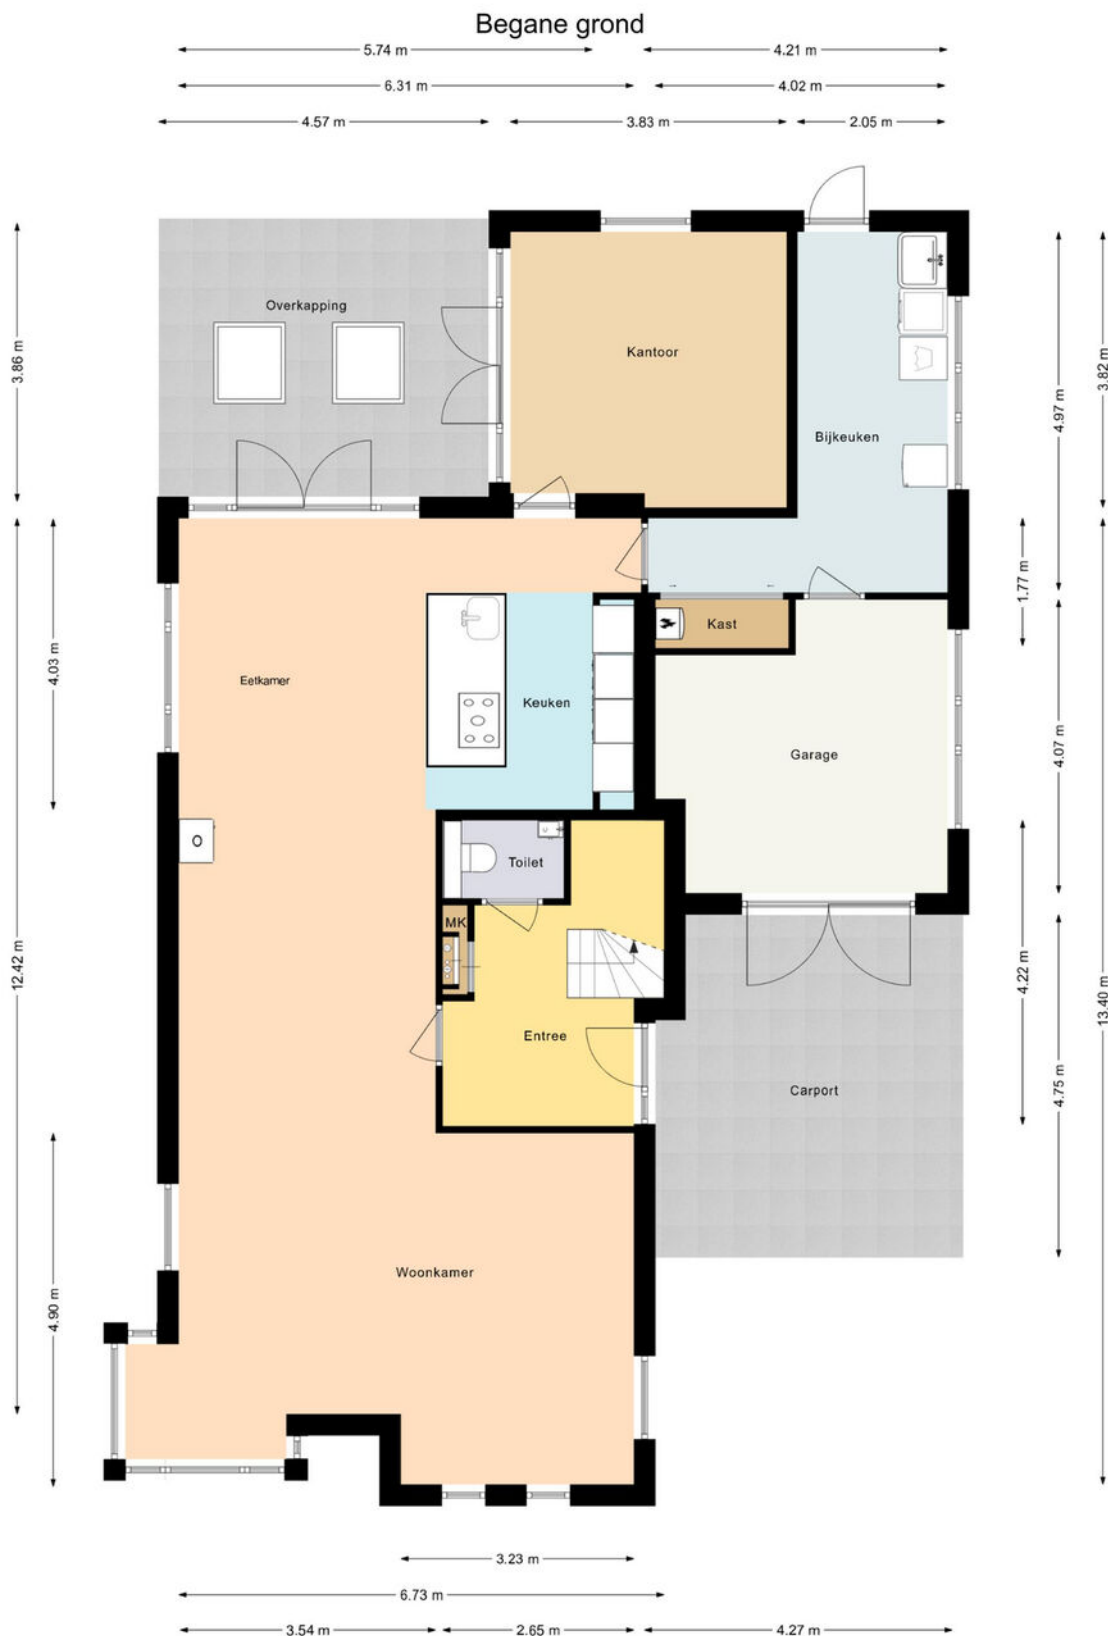 Begane grond
5.74 m
4.21 m
6.31 m
4.02 m
4.57 m
3.83 m
2.05 m
Overkapping
Kantoor
3.86 m
3.82 m
4.97 m
Bijkeuken
1.77 m
Kast
4.03 m
Eetkamer
Keuken
Garage
4.07 m
Toilet
MK
12.42 m
4.22 m
13.40 m
Entree
Carport
4.75 m
Woonkamer
4.90 m
3.23 m
6.73 m
3.54 m
2.65 m
4.27 m